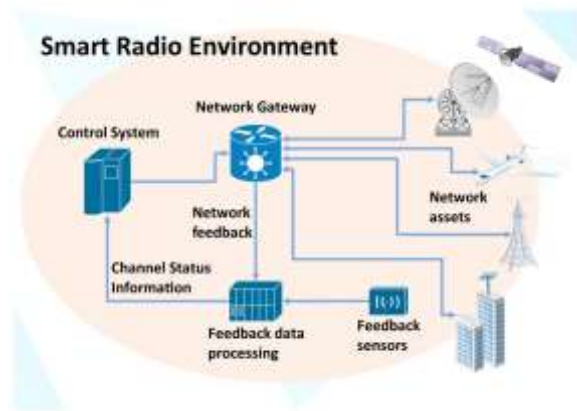 Smart Radio Environment
Network Gateway
Control System
Network
feedback
Network
assets
Channel Status
Information
Feedback data
processing
Feedback
sensors